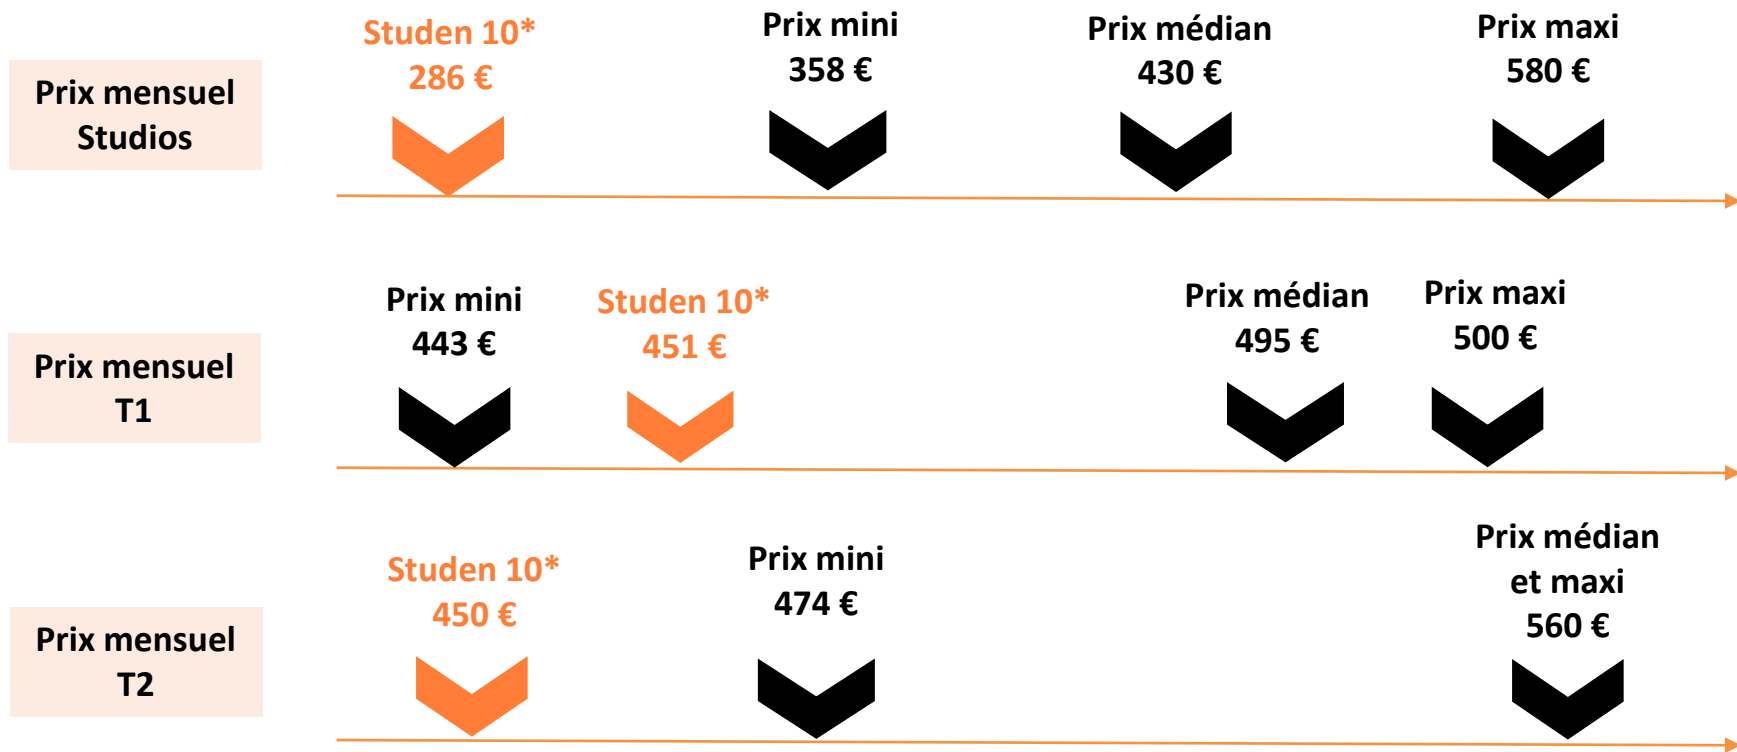 Prix mensuel
Studios
Studen 10*
286 €
Prix mini
358 €
Prix médian
430 €
Prix maxi
580 €
Prix mensuel
T1
Prix mini
443 €
Studen 10*
451 €
Prix médian
495 €
Prix maxi
500 €
Prix mensuel
T2
Studen 10*
450 €
Prix mini
474 €
Prix médian
et maxi
560 €